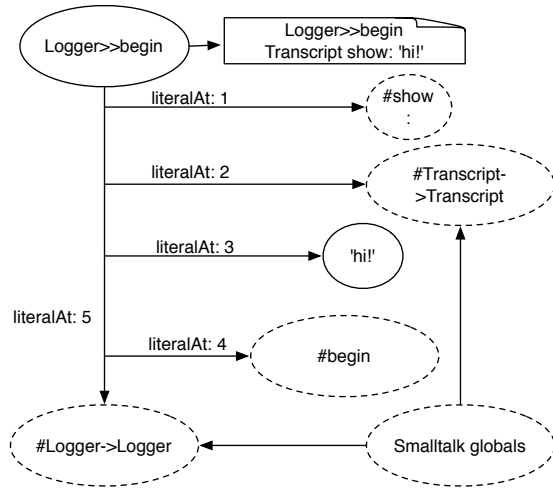 Logger>>begin
Logger>>begin
Transcript show: 'hi!'
literalAt: 1
#show
:
literalAt: 2
#Transcript-
>Transcript
literalAt: 3
'hi!'
literalAt: 5
literalAt: 4
#begin
#Logger->Logger
Smalltalk globals